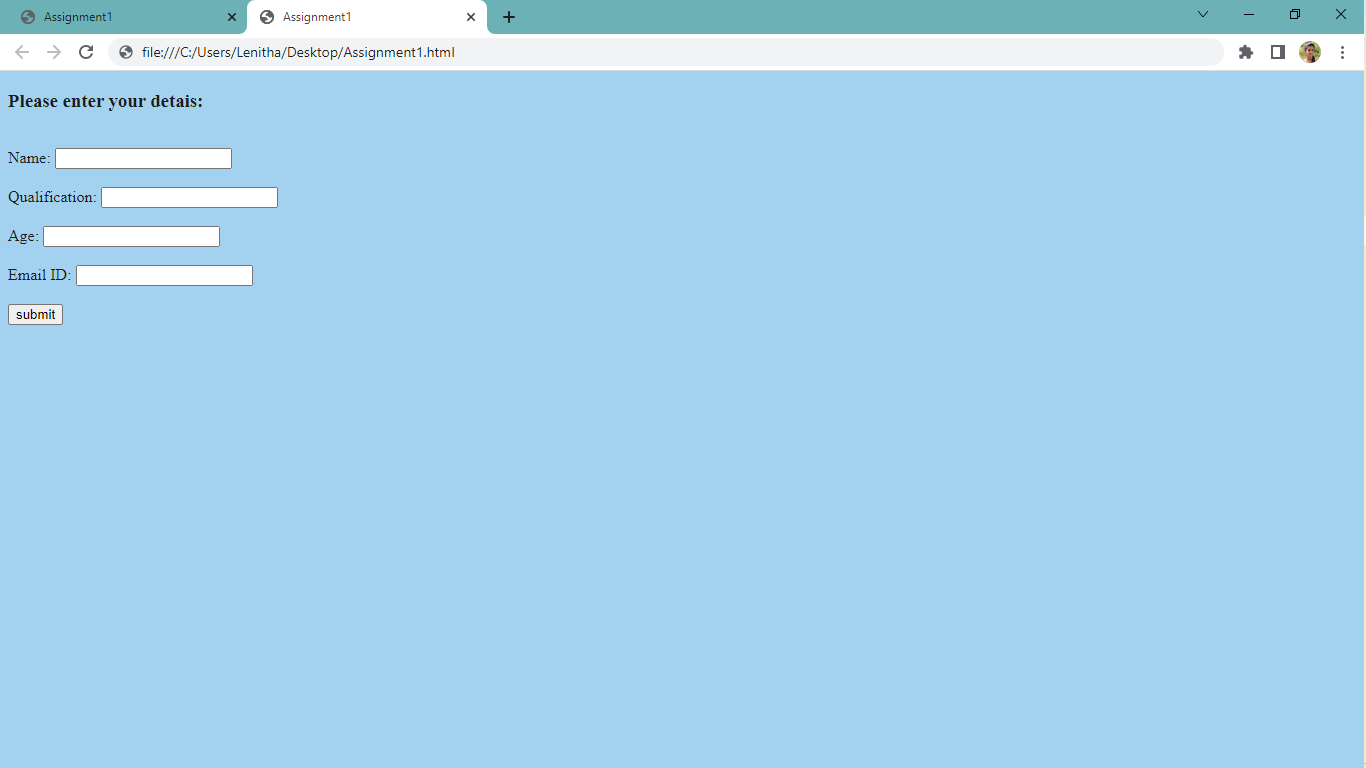 Assignment1
Assignment1
file:///C:/Users/Lenitha/Desktop/Assignment1.html
Please enter your detais:
Name:
Qualification:
Age:
Email ID:
submit